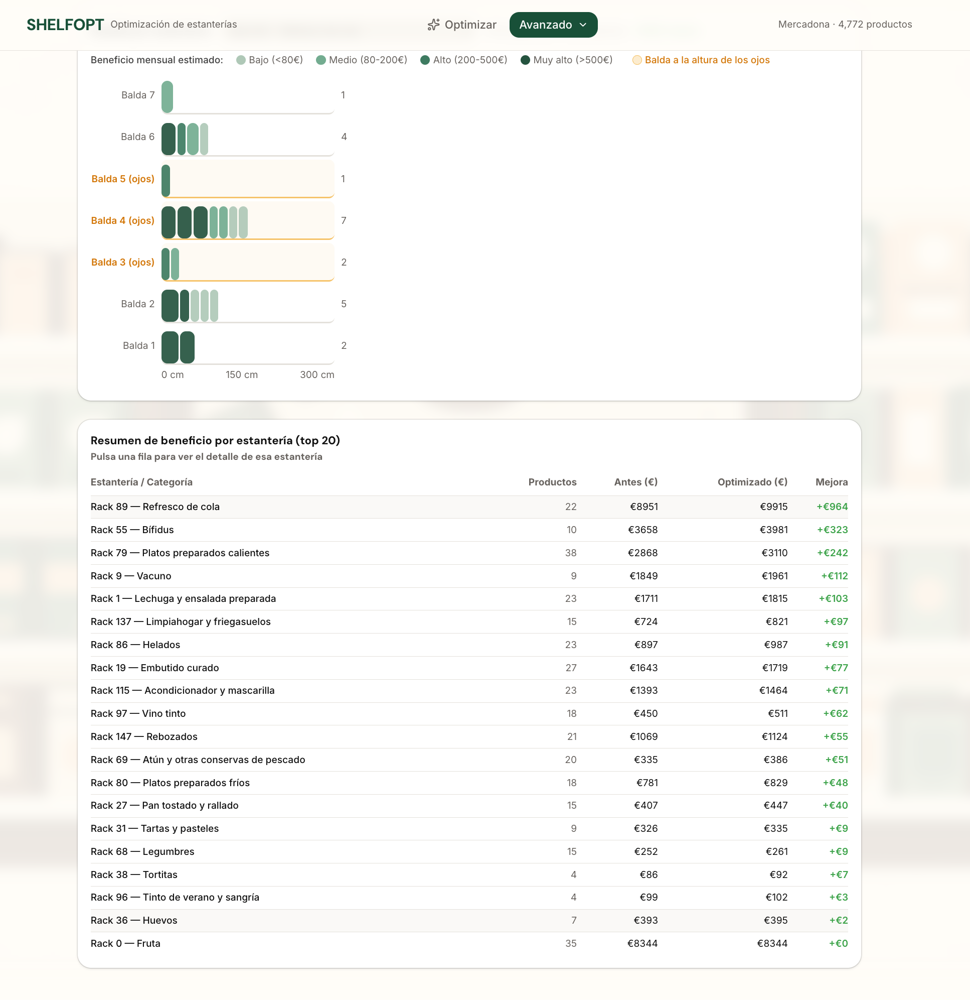 SHELFOPT Optimización de estanterías Optimizar Avanzado Mercadona · 4,772 productos
Beneficio mensual estimado: Bajo (<80€) Medio (80-200€) Alto (200-500€) Muy alto (>500€) Balda a la altura de los ojos
Balda 7 1
Balda 6 4
Balda 5 (ojos) 1
Balda 4 (ojos) 7
Balda 3 (ojos) 2
Balda 2 5
Balda 1 2
0 cm 150 cm 300 cm
Resumen de beneficio por estantería (top 20)
Pulsa una fila para ver el detalle de esa estantería
Estantería / Categoría Productos Antes (€) Optimizado (€) Mejora
Rack 89 — Refresco de cola 22 €8951 €9915 +€964
Rack 55 — Bífidus 10 €3658 €3981 +€323
Rack 79 — Platos preparados calientes 38 €2868 €3110 +€242
Rack 9 — Vacuno 9 €1849 €1961 +€112
Rack 1 — Lechuga y ensalada preparada 23 €1711 €1815 +€103
Rack 137 — Limpiahogar y friegasuelos 15 €724 €821 +€97
Rack 86 — Helados 23 €897 €987 +€91
Rack 19 — Embutido curado 27 €1643 €1719 +€77
Rack 115 — Acondicionador y mascarilla 23 €1393 €1464 +€71
Rack 97 — Vino tinto 18 €450 €511 +€62
Rack 147 — Rebozados 21 €1069 €1124 +€55
Rack 69 — Atún y otras conservas de pescado 20 €335 €386 +€51
Rack 80 — Platos preparados fríos 18 €781 €829 +€48
Rack 27 — Pan tostado y rallado 15 €407 €447 +€40
Rack 31 — Tartas y pasteles 9 €326 €335 +€9
Rack 68 — Legumbres 15 €252 €261 +€9
Rack 38 — Tortitas 4 €86 €92 +€7
Rack 96 — Tinto de verano y sangría 4 €99 €102 +€3
Rack 36 — Huevos 7 €393 €395 +€2
Rack 0 — Fruta 35 €8344 €8344 +€0